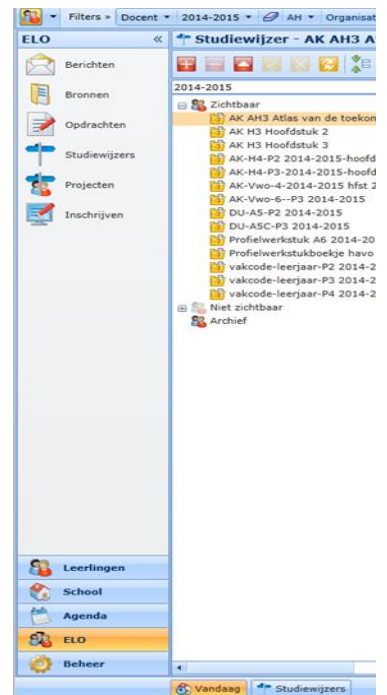 Filters » Docent 2014-2015 AH Organisat
ELO «
Studiewijzer - AK AH3 A
Berichten
Bronnen
Opdrachten
Studiewijzers
Projecten
Inschrijven
2014-2015
Zichtbaar
AK AH3 Atlas van de toekom
AK H3 Hoofdstuk 2
AK H3 Hoofdstuk 3
AK-H4-P2 2014-2015-hoofd
AK-H4-P3-2014-2015-hoofd
AK-Vwo-4-2014-2015 hfst 2
AK-Vwo-6--P3 2014-2015
DU-A5-P2 2014-2015
DU-A5C-P3 2014-2015
Profielwerkstuk A6 2014-20
Profielwerkstukboekje havo
vakcode-leerjaar-P2 2014-2
vakcode-leerjaar-P3 2014-2
vakcode-leerjaar-P4 2014-2
Niet zichtbaar
Archief
Leerlingen
School
Agenda
ELO
Beheer
Vandaag Studiewijzers